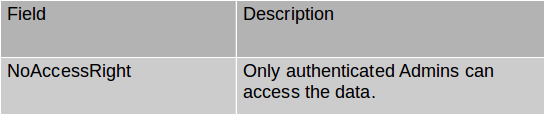 Field
Description
NoAccessRight
Only authenticated Admins can
access the data.